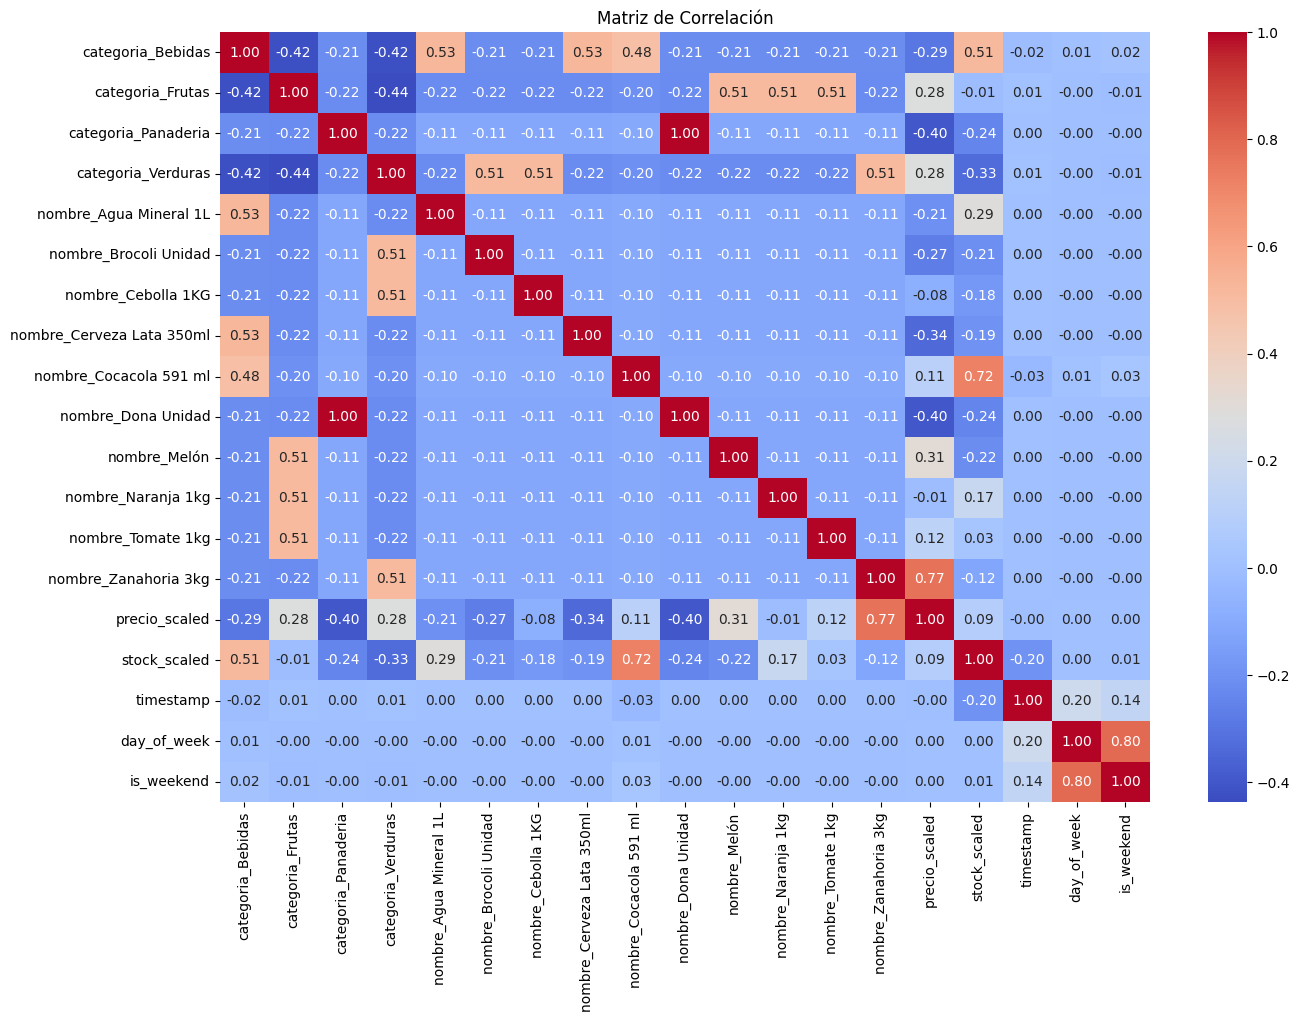 Matriz de Correlación
categoria_Bebidas 1.00 -0.42 -0.21 -0.42 0.53 -0.21 -0.21 0.53 0.48 -0.21 -0.21 -0.21 -0.21 -0.21 -0.29 0.51 -0.02 0.01 0.02
categoria_Frutas -0.42 1.00 -0.22 -0.44 -0.22 -0.22 -0.22 -0.22 -0.20 -0.22 0.51 0.51 0.51 -0.22 0.28 -0.01 0.01 -0.00 -0.01
categoria_Panaderia -0.21 -0.22 1.00 -0.22 -0.11 -0.11 -0.11 -0.11 -0.10 1.00 -0.11 -0.11 -0.11 -0.11 -0.40 -0.24 0.00 -0.00 -0.00
categoria_Verduras -0.42 -0.44 -0.22 1.00 -0.22 0.51 0.51 -0.22 -0.20 -0.22 -0.22 -0.22 -0.22 0.51 0.28 -0.33 0.01 -0.00 -0.01
nombre_Agua Mineral 1L 0.53 -0.22 -0.11 -0.22 1.00 -0.11 -0.11 -0.11 -0.10 -0.11 -0.11 -0.11 -0.11 -0.11 -0.21 0.29 0.00 -0.00 -0.00
nombre_Brocoli Unidad -0.21 -0.22 -0.11 0.51 -0.11 1.00 -0.11 -0.11 -0.10 -0.11 -0.11 -0.11 -0.11 -0.11 -0.27 -0.21 0.00 -0.00 -0.00
nombre_Cebolla 1KG -0.21 -0.22 -0.11 0.51 -0.11 -0.11 1.00 -0.11 -0.10 -0.11 -0.11 -0.11 -0.11 -0.11 -0.08 -0.18 0.00 -0.00 -0.00
nombre_Cerveza Lata 350ml 0.53 -0.22 -0.11 -0.22 -0.11 -0.11 -0.11 1.00 -0.10 -0.11 -0.11 -0.11 -0.11 -0.11 -0.34 -0.19 0.00 -0.00 -0.00
nombre_Cocacola 591 ml 0.48 -0.20 -0.10 -0.20 -0.10 -0.10 -0.10 -0.10 1.00 -0.10 -0.10 -0.10 -0.10 -0.10 0.11 0.72 -0.03 0.01 0.03
nombre_Dona Unidad -0.21 -0.22 1.00 -0.22 -0.11 -0.11 -0.11 -0.11 -0.10 1.00 -0.11 -0.11 -0.11 -0.11 -0.40 -0.24 0.00 -0.00 -0.00
nombre_Melón -0.21 0.51 -0.11 -0.22 -0.11 -0.11 -0.11 -0.11 -0.10 -0.11 1.00 -0.11 -0.11 -0.11 0.31 -0.22 0.00 -0.00 -0.00
nombre_Naranja 1kg -0.21 0.51 -0.11 -0.22 -0.11 -0.11 -0.11 -0.11 -0.10 -0.11 -0.11 1.00 -0.11 -0.11 -0.01 0.17 0.00 -0.00 -0.00
nombre_Tomate 1kg -0.21 0.51 -0.11 -0.22 -0.11 -0.11 -0.11 -0.11 -0.10 -0.11 -0.11 -0.11 1.00 -0.11 0.12 0.03 0.00 -0.00 -0.00
nombre_Zanahoria 3kg -0.21 -0.22 -0.11 0.51 -0.11 -0.11 -0.11 -0.11 -0.10 -0.11 -0.11 -0.11 -0.11 1.00 0.77 -0.12 0.00 -0.00 -0.00
precio_scaled -0.29 0.28 -0.40 0.28 -0.21 -0.27 -0.08 -0.34 0.11 -0.40 0.31 -0.01 0.12 0.77 1.00 0.09 -0.00 0.00 0.00
stock_scaled 0.51 -0.01 -0.24 -0.33 0.29 -0.21 -0.18 -0.19 0.72 -0.24 -0.22 0.17 0.03 -0.12 0.09 1.00 -0.20 0.00 0.01
timestamp -0.02 0.01 0.00 0.01 0.00 0.00 0.00 0.00 -0.03 0.00 0.00 0.00 0.00 0.00 -0.00 -0.20 1.00 0.20 0.14
day_of_week 0.01 -0.00 -0.00 -0.00 -0.00 -0.00 -0.00 -0.00 0.01 -0.00 -0.00 -0.00 -0.00 -0.00 0.00 0.00 0.20 1.00 0.80
is_weekend 0.02 -0.01 -0.00 -0.01 -0.00 -0.00 -0.00 -0.00 0.03 -0.00 -0.00 -0.00 -0.00 -0.00 0.00 0.01 0.14 0.80 1.00
categoria_Bebidas
categoria_Frutas
categoria_Panaderia
categoria_Verduras
nombre_Agua Mineral 1L
nombre_Brocoli Unidad
nombre_Cebolla 1KG
nombre_Cerveza Lata 350ml
nombre_Cocacola 591 ml
nombre_Dona Unidad
nombre_Melón
nombre_Naranja 1kg
nombre_Tomate 1kg
nombre_Zanahoria 3kg
precio_scaled
stock_scaled
timestamp
day_of_week
is_weekend
1.0
0.8
0.6
0.4
0.2
0.0
−0.2
−0.4